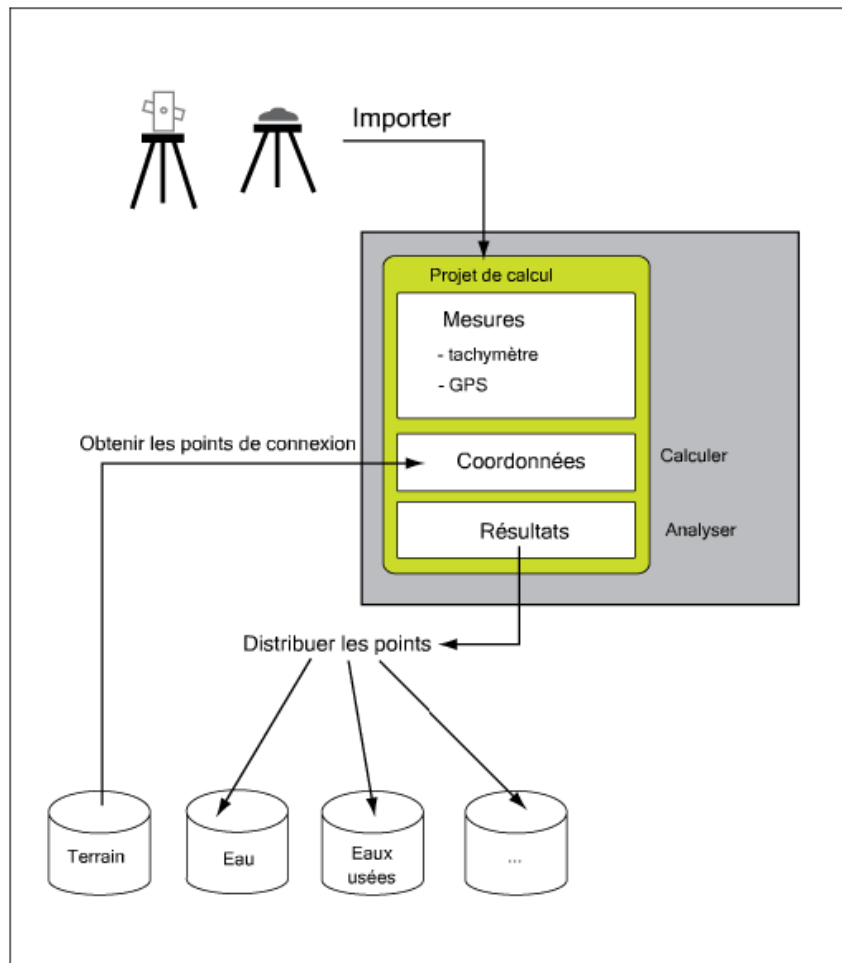 Importer
Projet de calcul
Mesures
- tachymètre
- GPS
Obtenir les points de connexion
Coordonnées
Calculer
Résultats
Analyser
Distribuer les points
Terrain
Eau
Eaux
usées
...